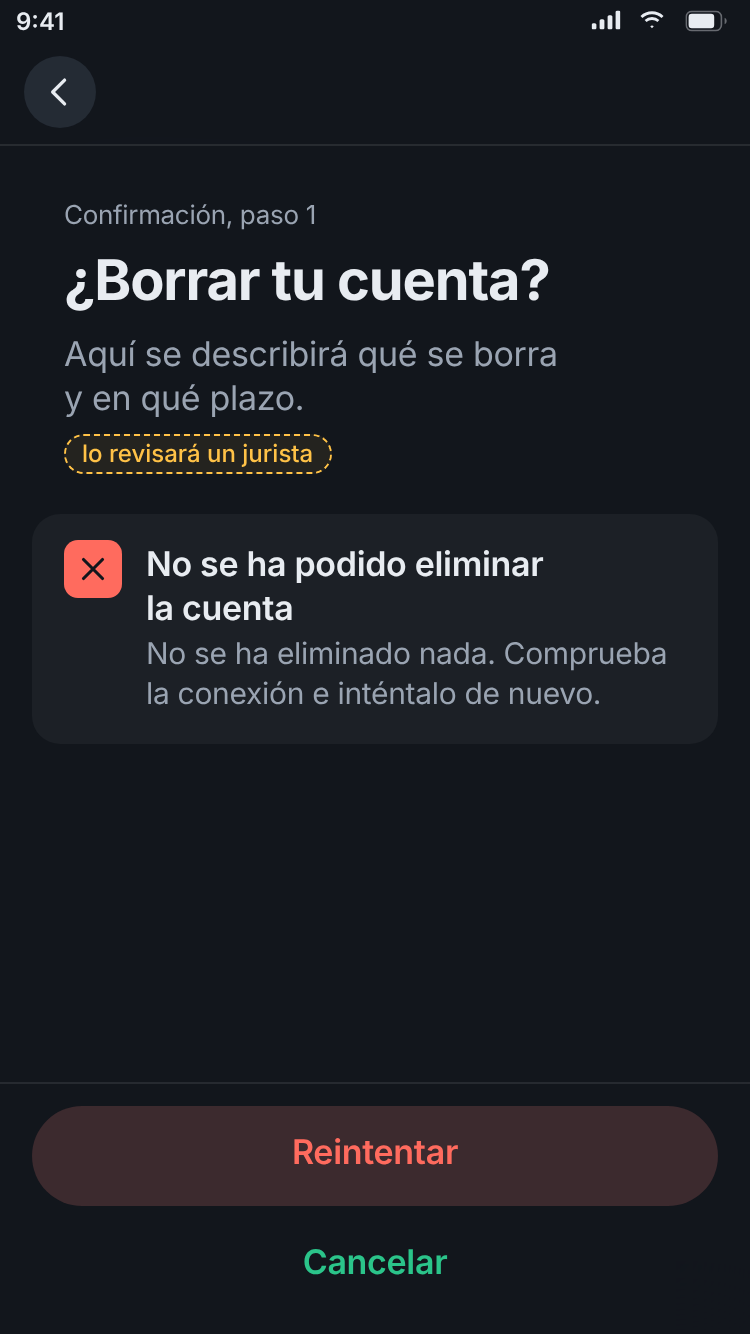 9:41
Confirmación, paso 1
¿Borrar tu cuenta?
Aquí se describirá qué se borra
y en qué plazo.
lo revisará un jurista
No se ha podido eliminar
la cuenta
No se ha eliminado nada. Comprueba
la conexión e inténtalo de nuevo.
Reintentar
Cancelar